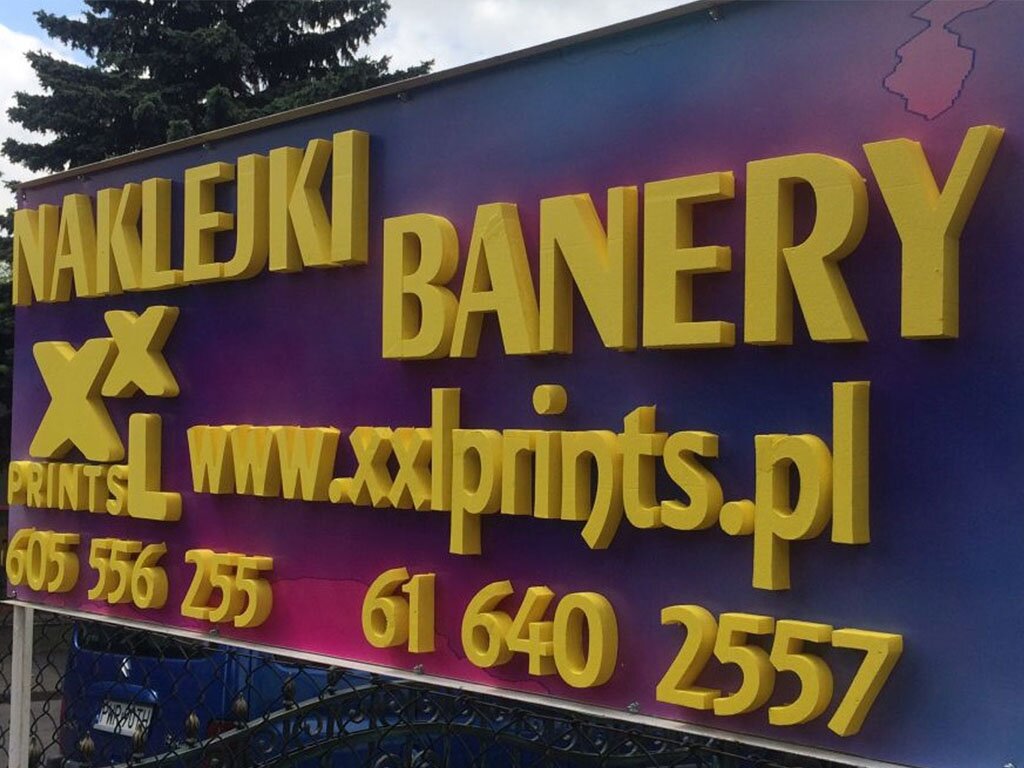 NAKLEJKI BANERY
XXL
PRINTS
www.xxlprints.pl
605 556 255 61 640 2557